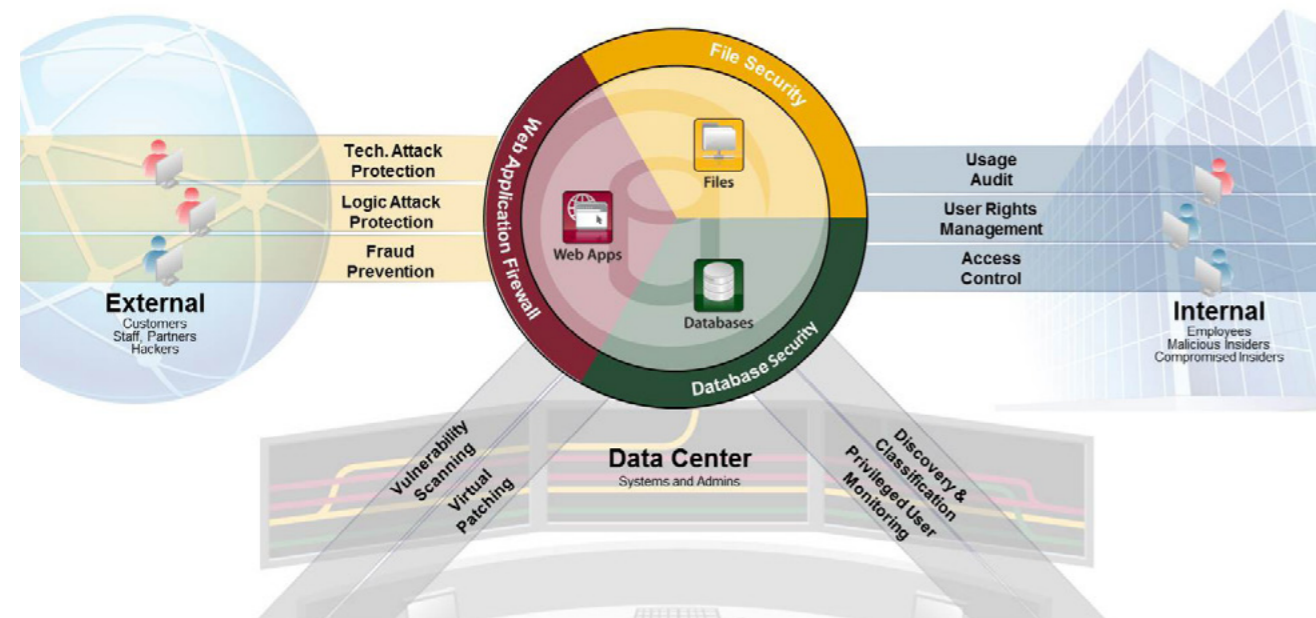 File Security
Web Application Firewall
Database Security
Files
Web Apps
Databases
Tech. Attack
Protection
Logic Attack
Protection
Fraud
Prevention
External
Customers
Staff, Partners
Hackers
Usage
Audit
User Rights
Management
Access
Control
Internal
Employees
Malicious Insiders
Compromised Insiders
Vulnerability
Scanning
Virtual
Patching
Data Center
Systems and Admins
Discovery &
Classification
Privileged User
Monitoring